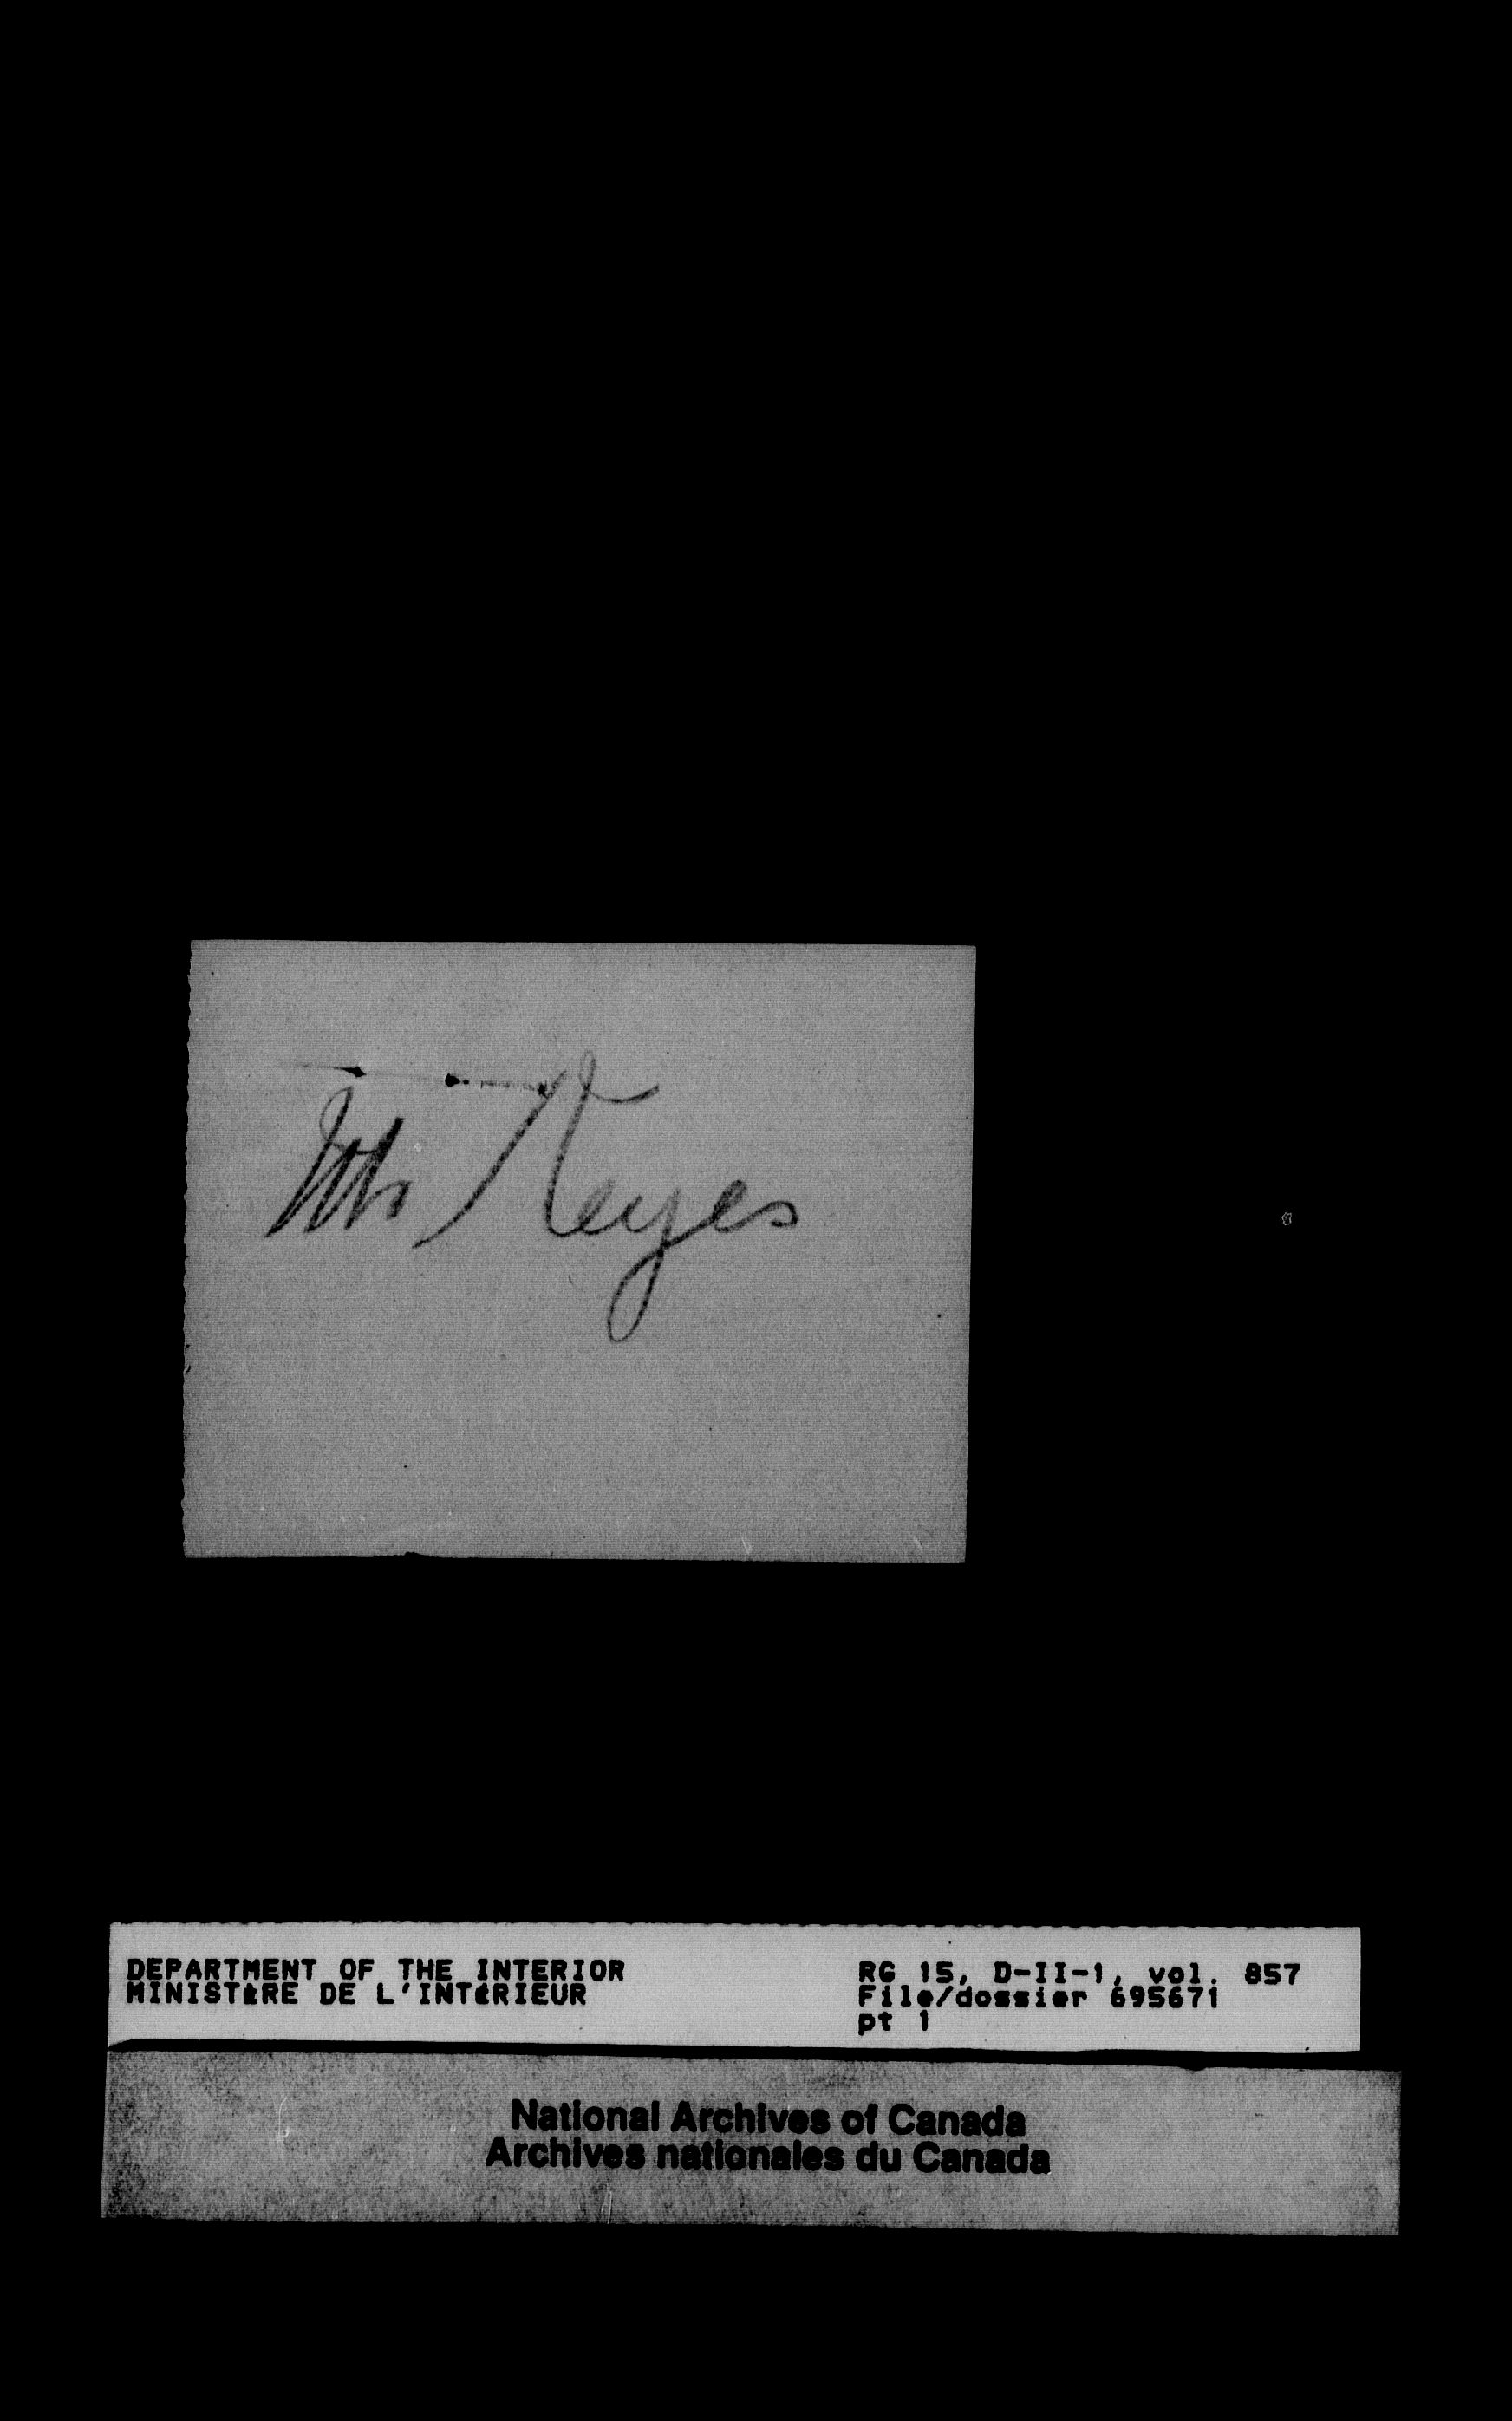 Mr Keyes
DEPARTMENT OF THE INTERIOR
MINISTÈRE DE L'INTÉRIEUR
RG 15, D-II-1, vol. 857
File/dossier 695671
pt 1
National Archives of Canada
Archives nationales du Canada